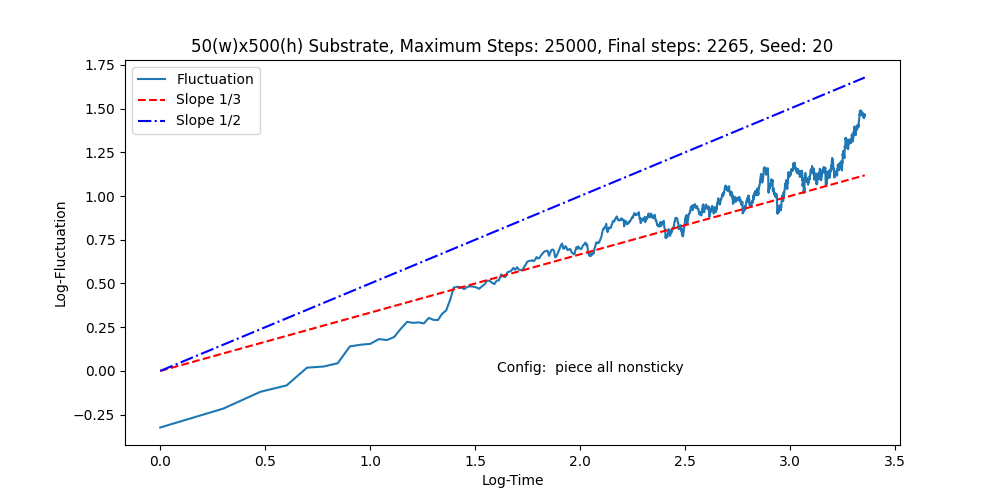 50(w)x500(h) Substrate, Maximum Steps: 25000, Final steps: 2265, Seed: 20
Fluctuation
Slope 1/3
Slope 1/2
1.75
1.50
1.25
1.00
0.75
0.50
0.25
0.00
−0.25
Log-Fluctuation
Config:  piece all nonsticky
0.0 0.5 1.0 1.5 2.0 2.5 3.0 3.5
Log-Time